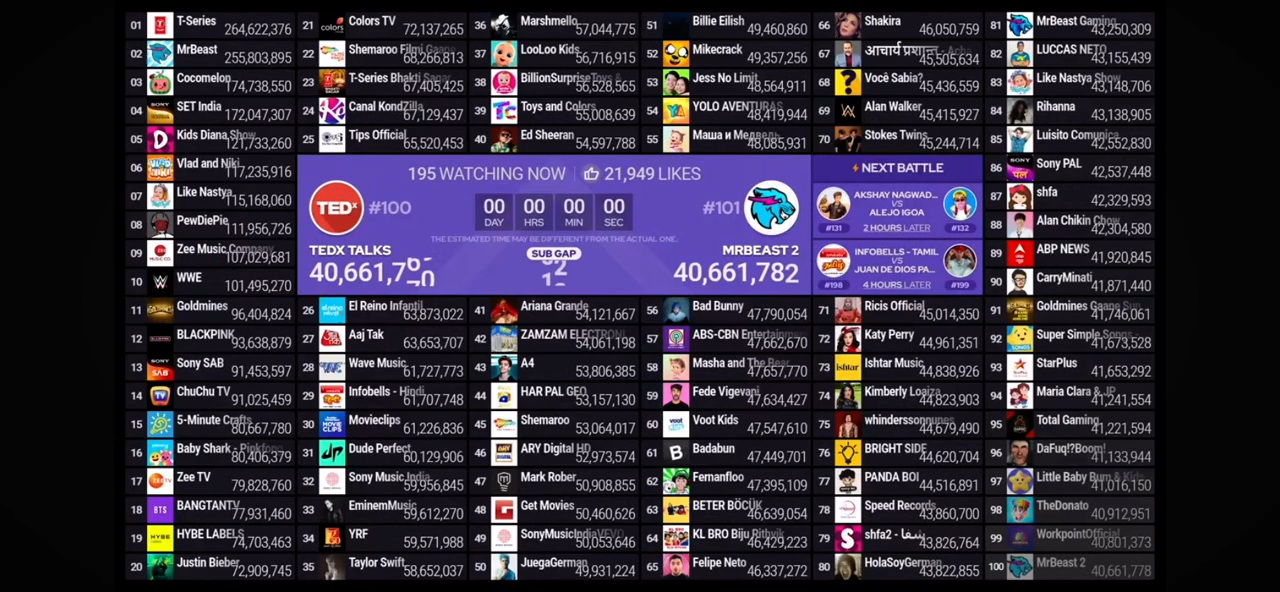 01 T-Series 264,622,376
02 MrBeast 255,803,895
03 Cocomelon 174,738,550
04 SET India 172,047,307
05 Kids Diana Show 121,733,260
06 Vlad and Niki 117,235,916
07 Like Nastya 115,168,060
08 PewDiePie 111,956,726
09 Zee Music Company 107,029,681
10 WWE 101,495,270
11 Goldmines 96,404,824
12 BLACKPINK 93,638,879
13 Sony SAB 91,453,597
14 ChuChu TV 91,025,459
15 5-Minute Crafts 80,667,780
16 Baby Shark - Pinkfong 80,406,379
17 Zee TV 79,828,760
18 BANGTANTV 77,931,460
19 HYBE LABELS 74,703,463
20 Justin Bieber 72,909,745
21 Colors TV 72,137,265
22 Shemaroo Filmi Gaane 68,266,813
23 T-Series Bhakti Sagar 67,405,425
24 Canal KondZilla 67,129,437
25 Tips Official 65,520,453
36 Marshmello 57,044,775
37 LooLoo Kids 56,716,915
38 BillionSurpriseToys 56,528,565
39 Toys and Colors 55,008,639
40 Ed Sheeran 54,597,788
51 Billie Eilish 49,460,860
52 Mikecrack 49,357,256
53 Jess No Limit 48,564,911
54 YOLO AVENTURAS 48,419,944
55 Маша и Медведь 48,085,931
195 WATCHING NOW 21,949 LIKES
TEDx #100
00 00 00 00
DAY HRS MIN SEC
#101
THE ESTIMATED TIME MAY BE DIFFERENT FROM THE ACTUAL ONE.
TEDX TALKS
SUB GAP
MRBEAST 2
40,661,782
66 Shakira 46,050,759
67 आचार्य प्रशान्त 45,505,634
68 Você Sabia? 45,436,559
69 Alan Walker 45,415,927
70 Stokes Twins 45,244,714
NEXT BATTLE
AKSHAY NAGWAD...
VS
ALEJO IGOA
#131 2 HOURS LATER #132
INFOBELLS - TAMIL
VS
JUAN DE DIOS PA...
#198 4 HOURS LATER #199
26 El Reino Infantil 63,873,022
27 Aaj Tak 63,653,707
28 Wave Music 61,727,773
29 Infobells - Hindi 61,707,748
30 Movieclips 61,226,836
31 Dude Perfect 60,129,906
32 Sony Music India 59,956,845
33 EminemMusic 59,612,270
34 YRF 59,571,988
35 Taylor Swift 58,652,037
41 Ariana Grande 54,121,667
42 ZAMZAM ELECTRONI 54,061,198
43 A4 53,806,385
44 HAR PAL GEO 53,157,130
45 Shemaroo 53,064,017
46 ARY Digital HD 52,973,574
47 Mark Rober 50,908,855
48 Get Movies 50,460,626
49 SonyMusicIndiaVEVO 50,053,646
50 JuegaGerman 49,931,224
56 Bad Bunny 47,790,054
57 ABS-CBN Entertainment 47,662,670
58 Masha and The Bear 47,657,770
59 Fede Vigevani 47,634,427
60 Voot Kids 47,547,610
61 Badabun 47,449,701
62 Fernanfloo 47,395,109
63 BETER BÖCÜK 46,639,054
64 KL BRO Biju Rithvik 46,429,223
65 Felipe Neto 46,337,272
71 Ricis Official 45,014,350
72 Katy Perry 44,961,351
73 Ishtar Music 44,838,926
74 Kimberly Loaiza 44,823,903
75 whinderssonnunes 44,679,490
76 BRIGHT SIDE 44,620,704
77 PANDA BOI 44,516,891
78 Speed Records 43,860,700
79 shfa2 - شفا 43,826,764
80 HolaSoyGerman 43,822,855
81 MrBeast Gaming 43,250,309
82 LUCCAS NETO 43,155,439
83 Like Nastya Show 43,148,706
84 Rihanna 43,138,905
85 Luisito Comunica 42,552,830
86 Sony PAL 42,537,448
87 shfa 42,329,593
88 Alan Chikin Chow 42,304,580
89 ABP NEWS 41,920,845
90 CarryMinati 41,871,440
91 Goldmines Gaane Sun 41,746,061
92 Super Simple Songs - 41,673,528
93 StarPlus 41,653,292
94 Maria Clara & JP 41,241,554
95 Total Gaming 41,221,594
96 DaFuq!?Boom! 41,133,944
97 Little Baby Bum 41,016,150
98 TheDonato 40,912,951
99 WorkpointOfficial 40,801,373
100 MrBeast 2 40,661,778